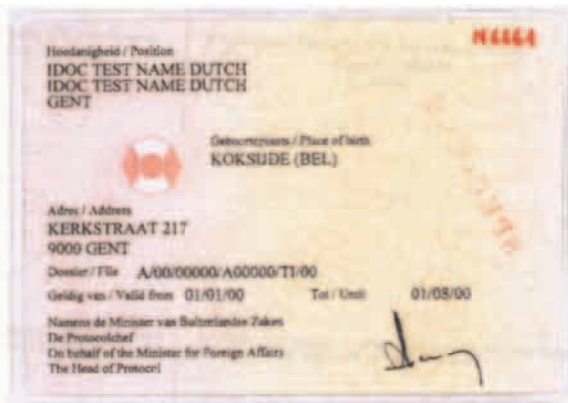 N4464
Hoedanigheid / Position
IDOC TEST NAME DUTCH
IDOC TEST NAME DUTCH
GENT
Geboorteplaats / Place of birth
KOKSIJDE (BEL)
Adres / Address
KERKSTRAAT 217
9000 GENT
Dossier / File A/00/00000/A00000/TI/00
Geldig van / Valid from 01/01/00 Tot / Until 01/05/00
Namens de Minister van Buitenlandse Zaken
De Protocolchef
On behalf of the Minister for Foreign Affairs
The Head of Protocol